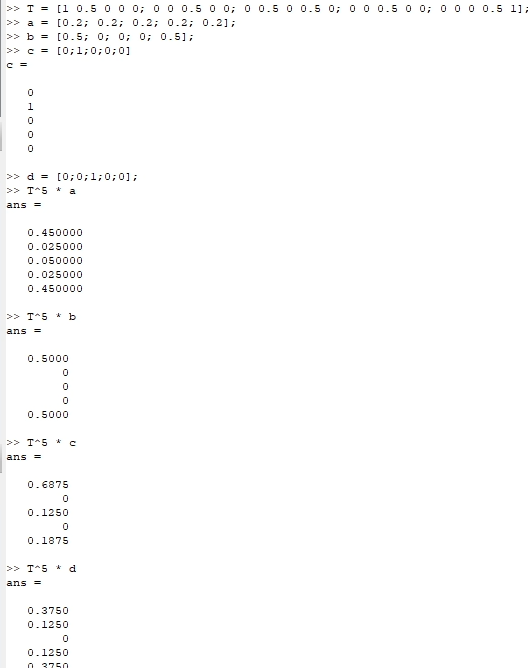 >> T = [1 0.5 0 0 0; 0 0 0.5 0 0; 0 0.5 0 0.5 0; 0 0 0.5 0 0; 0 0 0 0.5 1];
>> a = [0.2; 0.2; 0.2; 0.2; 0.2];
>> b = [0.5; 0; 0; 0; 0.5];
>> c = [0;1;0;0;0]
c =
0
1
0
0
0
>> d = [0;0;1;0;0];
>> T^5 * a
ans =
0.450000
0.025000
0.050000
0.025000
0.450000
>> T^5 * b
ans =
0.5000
0
0
0
0.5000
>> T^5 * c
ans =
0.6875
0
0.1250
0
0.1875
>> T^5 * d
ans =
0.3750
0.1250
0
0.1250
0.3750